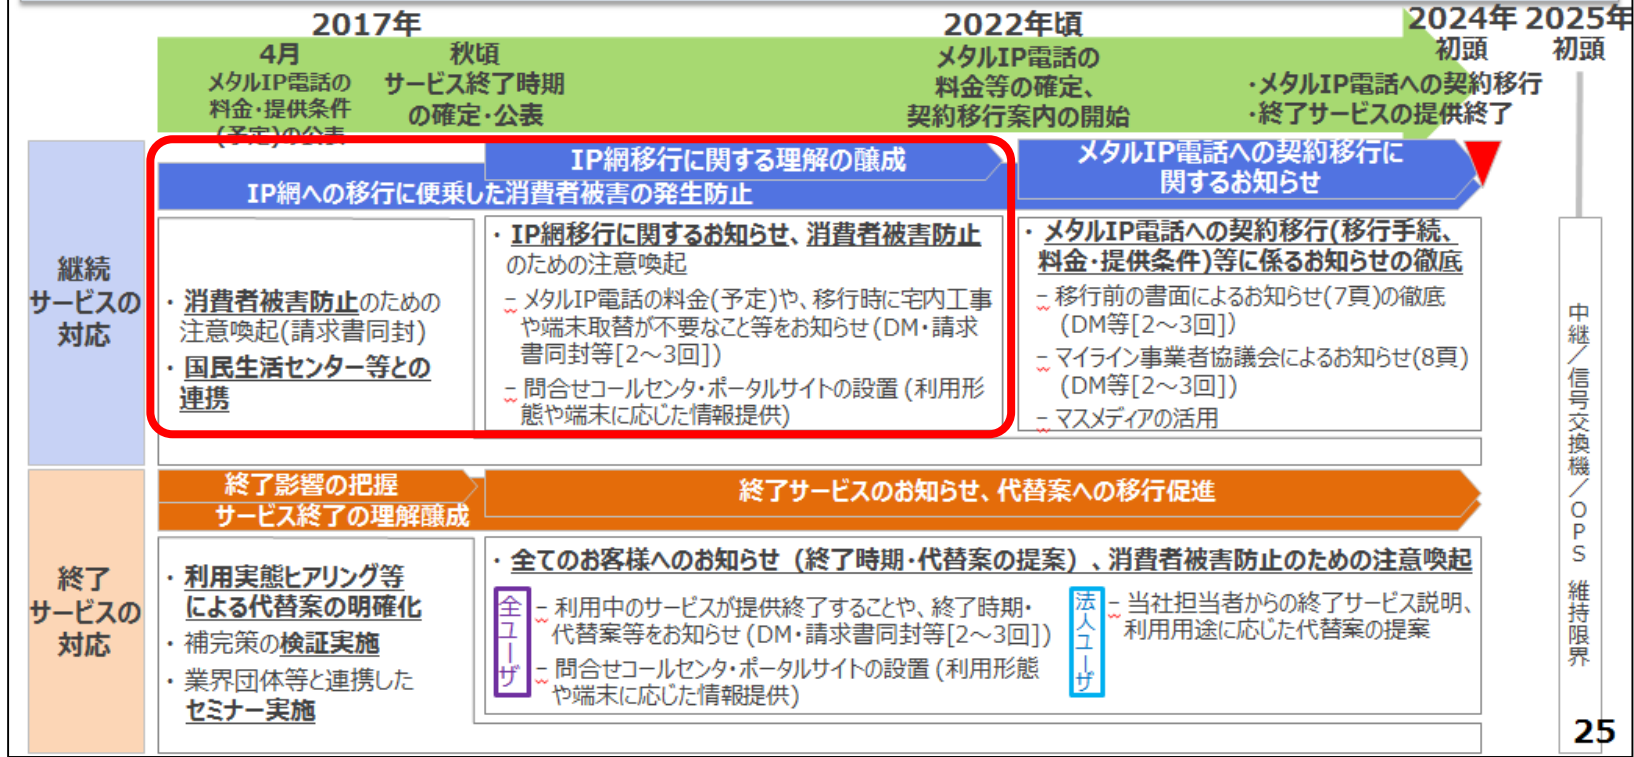 2017年
2022年頃
2024年
2025年
初頭
初頭
4月
メタルIP電話の
料金･提供条件
(予定)の公表
秋頃
サービス終了時期
の確定･公表
メタルIP電話の
料金等の確定、
契約移行案内の開始
･メタルIP電話への契約移行
･終了サービスの提供終了
継続
サービスの
対応
IP網移行に関する理解の醸成
IP網への移行に便乗した消費者被害の発生防止
メタルIP電話への契約移行に
関するお知らせ
･ 消費者被害防止のための
注意喚起(請求書同封)
･ 国民生活センター等との
連携
･ IP網移行に関するお知らせ、消費者被害防止
のための注意喚起
− メタルIP電話の料金(予定)や、移行時に宅内工事
や端末取替が不要なこと等をお知らせ(DM･請求
書同封等[2～3回])
− 問合せコールセンタ･ポータルサイトの設置(利用形
態や端末に応じた情報提供)
･ メタルIP電話への契約移行(移行手続、
料金･提供条件)等に係るお知らせの徹底
− 移行前の書面によるお知らせ(7頁)の徹底
(DM等[2～3回])
− マイライン事業者協議会によるお知らせ(8頁)
(DM等[2～3回])
− マスメディアの活用
終了
サービスの
対応
終了影響の把握
サービス終了の理解醸成
終了サービスのお知らせ、代替案への移行促進
･ 利用実態ヒアリング等
による代替案の明確化
･ 補完策の検証実施
･ 業界団体等と連携した
セミナー実施
･ 全てのお客様へのお知らせ（終了時期･代替案の提案）、消費者被害防止のための注意喚起
全ユーザ
− 利用中のサービスが提供終了することや、終了時期･
代替案等をお知らせ(DM･請求書同封等[2～3回])
− 問合せコールセンタ･ポータルサイトの設置(利用形態
や端末に応じた情報提供)
法人ユーザ
− 当社担当者からの終了サービス説明、
利用用途に応じた代替案の提案
中継／信号交換機／OPS 維持限界
25